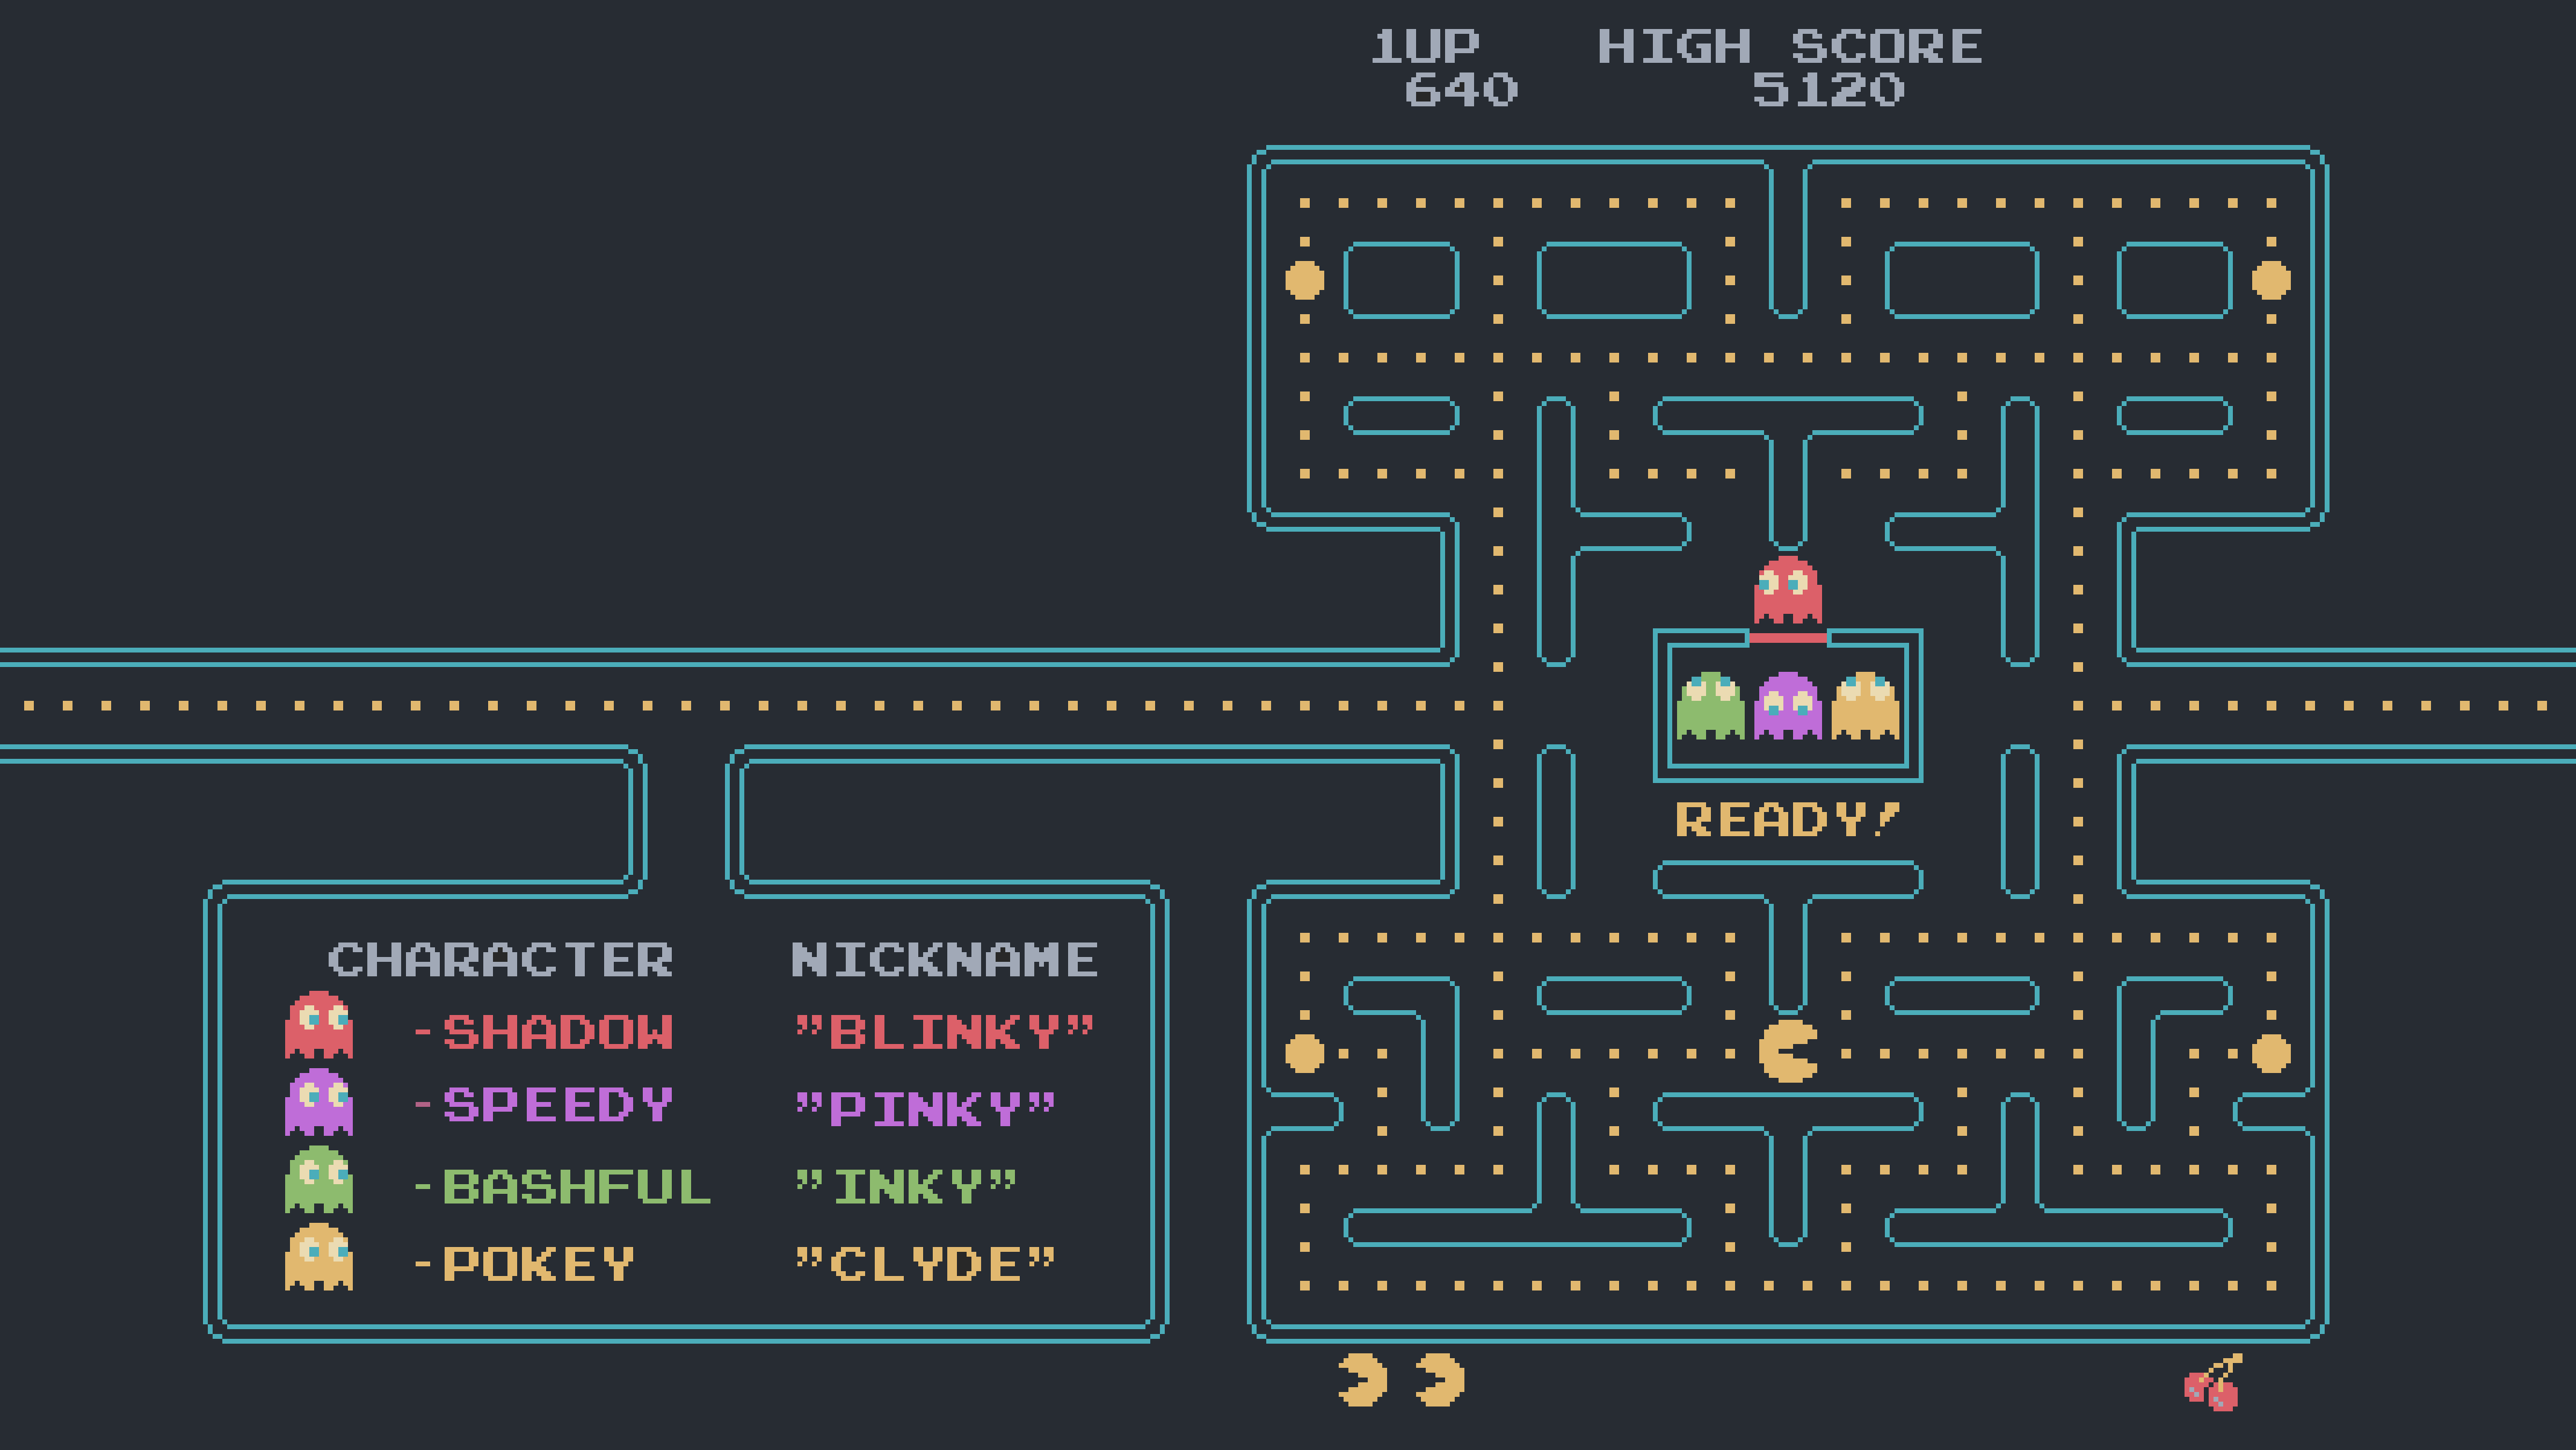 1UP HIGH SCORE
640 5120
READY!
CHARACTER NICKNAME
-SHADOW "BLINKY"
-SPEEDY "PINKY"
-BASHFUL "INKY"
-POKEY "CLYDE"